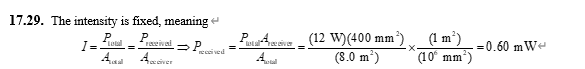 17.29. The intensity is fixed, meaning ↵
I = P_total / A_total = P_received / A_receiver ⇒ P_received = P_total A_receiver / A_total = (12 W)(400 mm²) / (8.0 m²) × (1 m²) / (10⁶ mm²) = 0.60 mW↵